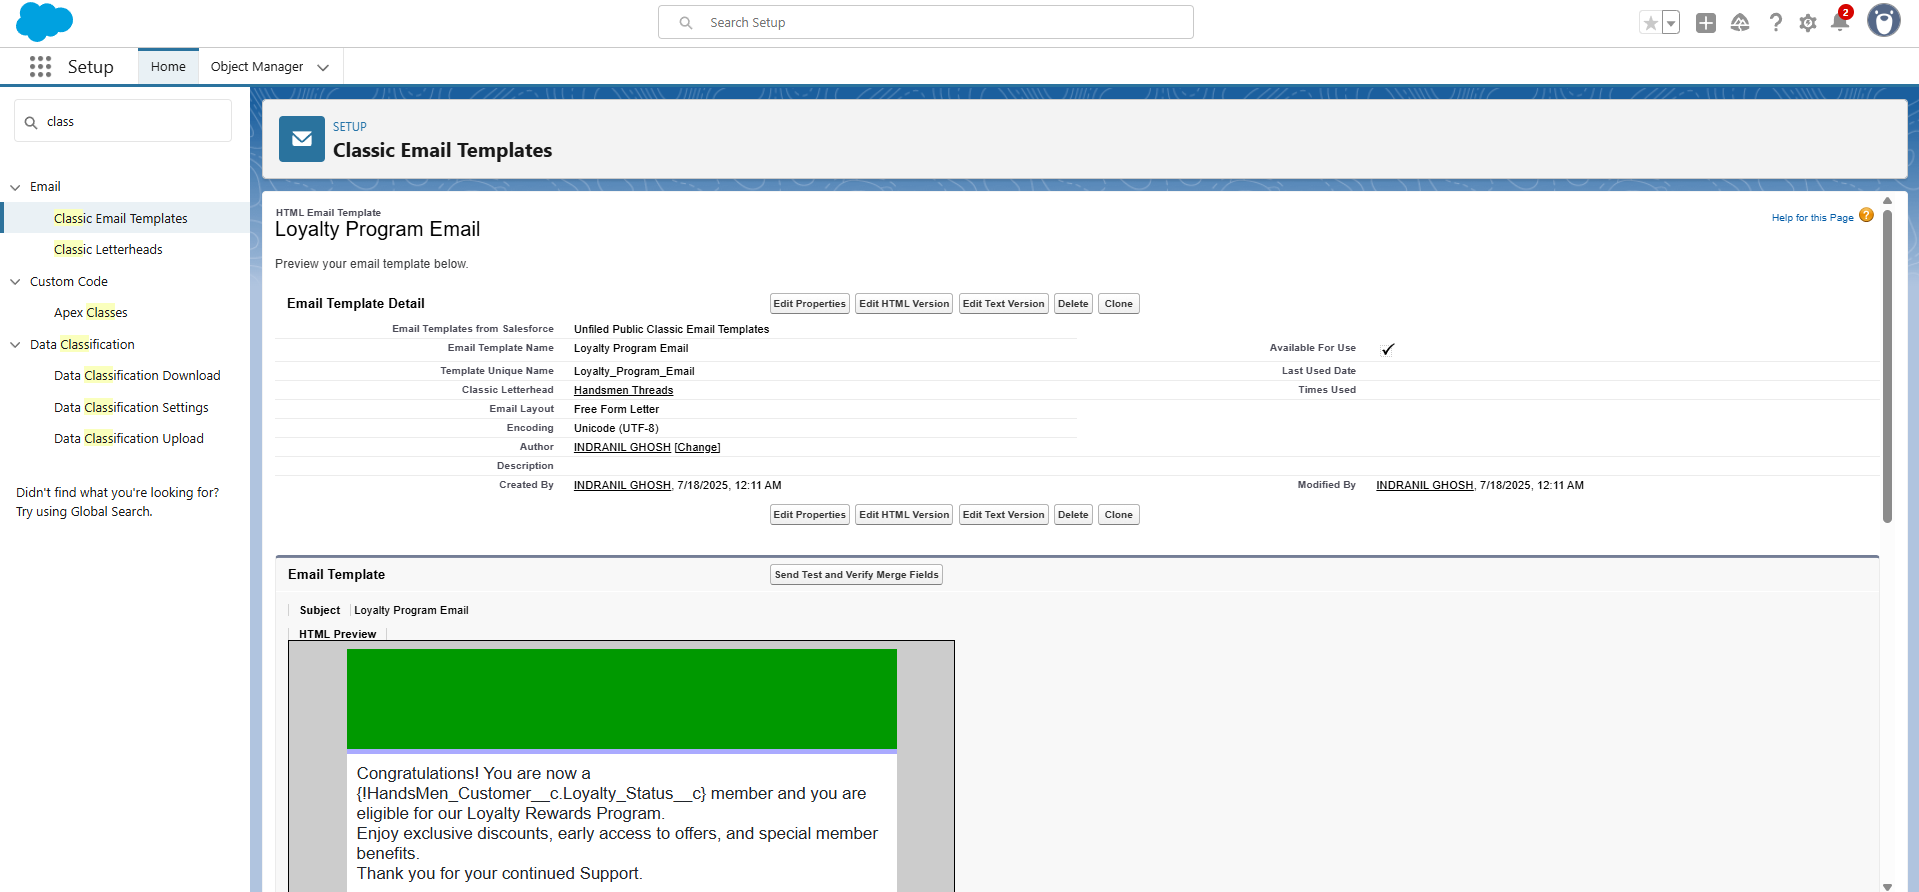 Search Setup
2
Setup
Home
Object Manager
class
Email
Classic Email Templates
Classic Letterheads
Custom Code
Apex Classes
Data Classification
Data Classification Download
Data Classification Settings
Data Classification Upload
Didn't find what you're looking for?
Try using Global Search.
SETUP
Classic Email Templates
HTML Email Template
Loyalty Program Email
Help for this Page ?
Preview your email template below.
Email Template Detail
Edit Properties Edit HTML Version Edit Text Version Delete Clone
Email Templates from Salesforce Unfiled Public Classic Email Templates
Email Template Name Loyalty Program Email Available For Use
Template Unique Name Loyalty_Program_Email Last Used Date
Classic Letterhead Handsmen Threads Times Used
Email Layout Free Form Letter
Encoding Unicode (UTF-8)
Author INDRANIL GHOSH [Change]
Description
Created By INDRANIL GHOSH, 7/18/2025, 12:11 AM Modified By INDRANIL GHOSH, 7/18/2025, 12:11 AM
Edit Properties Edit HTML Version Edit Text Version Delete Clone
Email Template Send Test and Verify Merge Fields
Subject Loyalty Program Email
HTML Preview
Congratulations! You are now a
{!HandsMen_Customer__c.Loyalty_Status__c} member and you are
eligible for our Loyalty Rewards Program.
Enjoy exclusive discounts, early access to offers, and special member
benefits.
Thank you for your continued Support.